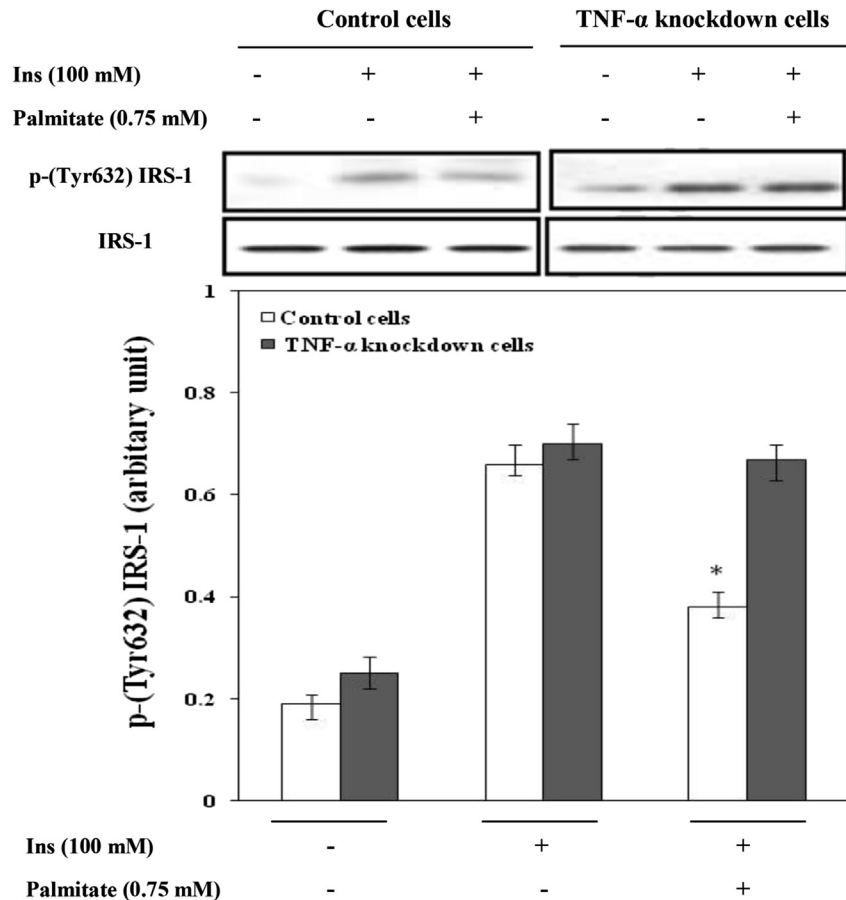 Control cells TNF-α knockdown cells
Ins (100 mM) - + + - + +
Palmitate (0.75 mM) - - + - - +
p-(Tyr632) IRS-1
IRS-1
p-(Tyr632) IRS-1 (arbitary unit)
1
0.8
0.6
0.4
0.2
0
Control cells
TNF-α knockdown cells
*
Ins (100 mM) - + +
Palmitate (0.75 mM) - - +